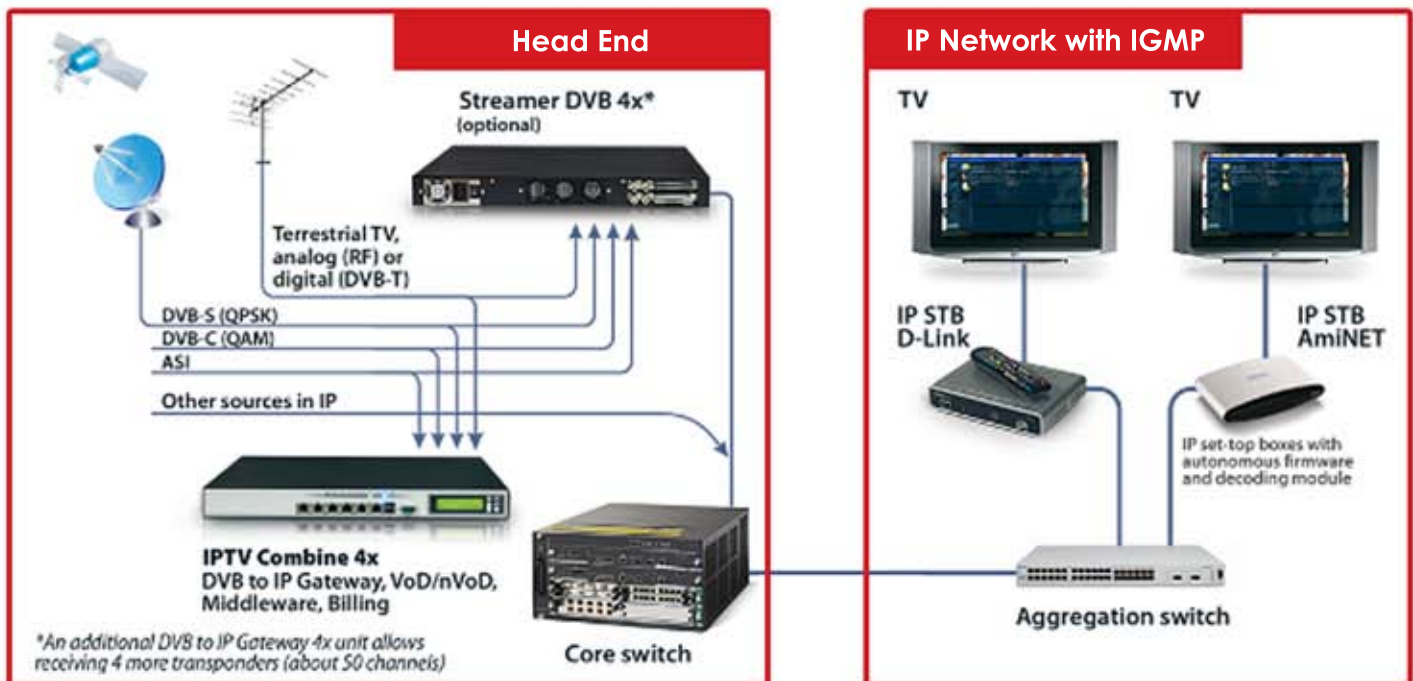 Head End
Streamer DVB 4x*
(optional)
Terrestrial TV,
analog (RF) or
digital (DVB-T)
DVB-S (QPSK)
DVB-C (QAM)
ASI
Other sources in IP
IPTV Combine 4x
DVB to IP Gateway, VoD/nVoD,
Middleware, Billing
*An additional DVB to IP Gateway 4x unit allows
receiving 4 more transponders (about 50 channels)
Core switch
IP Network with IGMP
TV
TV
IP STB
D-Link
IP STB
AmiNET
IP set-top boxes with
autonomous firmware
and decoding module
Aggregation switch